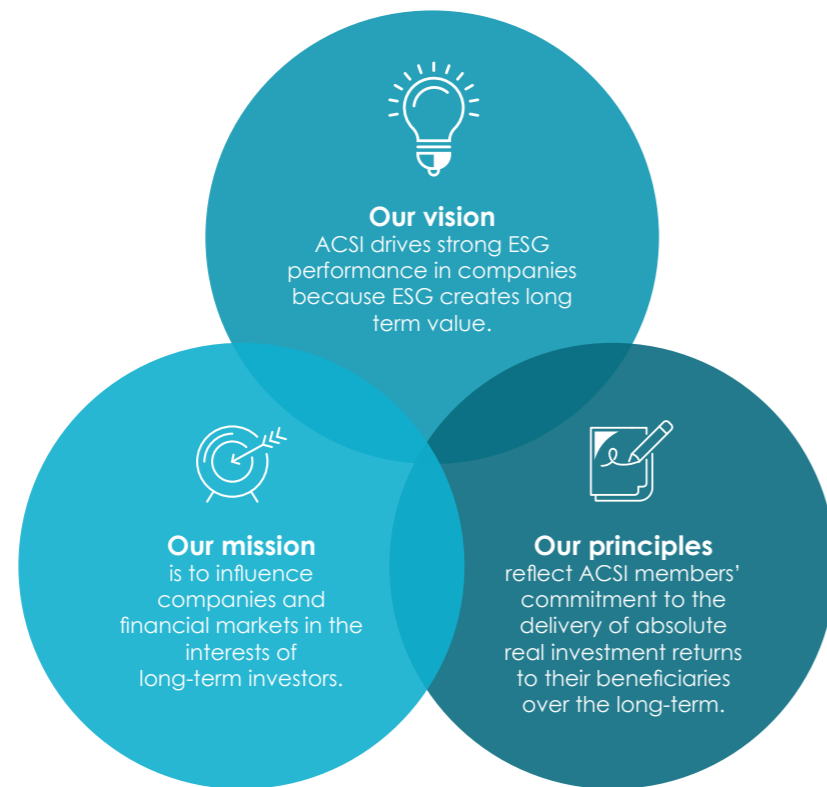 Our vision
ACSI drives strong ESG
performance in companies
because ESG creates long
term value.
Our mission
is to influence
companies and
financial markets in the
interests of
long-term investors.
Our principles
reflect ACSI members’
commitment to the
delivery of absolute
real investment returns
to their beneficiaries
over the long-term.